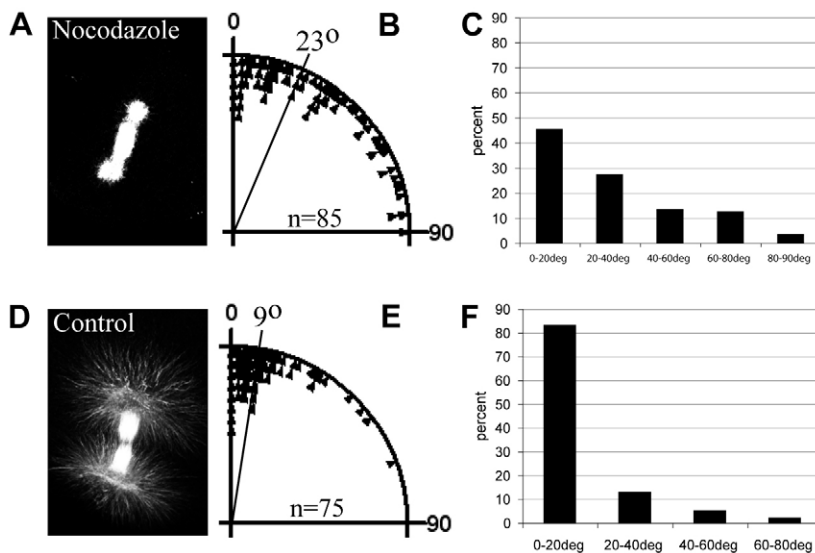 A
Nocodazole
0
B
23º
n=85
90
C
90
80
70
60
50
40
30
20
10
0
percent
0-20deg 20-40deg 40-60deg 60-80deg 80-90deg
D
Control
0
E
9º
n=75
90
F
90
80
70
60
50
40
30
20
10
0
percent
0-20deg 20-40deg 40-60deg 60-80deg